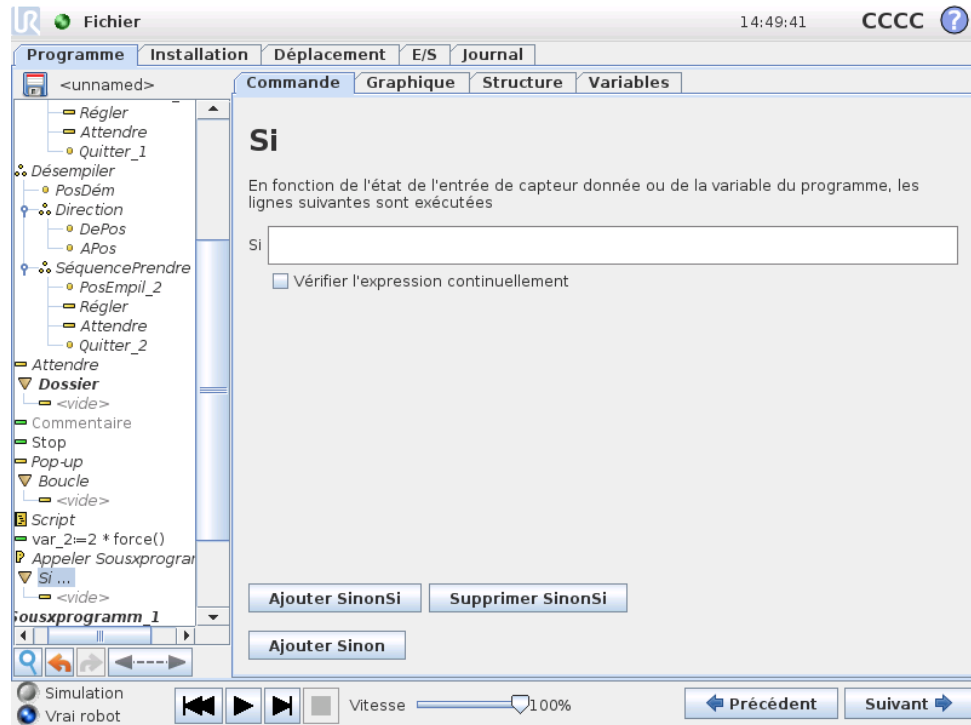 UR Fichier 14:49:41 CCCC ?
Programme Installation Déplacement E/S Journal
<unnamed>
Commande Graphique Structure Variables
Régler
Attendre
Quitter_1
Désempiler
PosDém
Direction
DePos
APos
SéquencePrendre
PosEmpil_2
Régler
Attendre
Quitter_2
Attendre
Dossier
<vide>
Commentaire
Stop
Pop-up
Boucle
<vide>
Script
var_2:=2 * force()
Appeler Sousxprogram
Si ...
<vide>
Sousxprogramm_1
Si
En fonction de l'état de l'entrée de capteur donnée ou de la variable du programme, les
lignes suivantes sont exécutées
Si
Vérifier l'expression continuellement
Ajouter SinonSi Supprimer SinonSi
Ajouter Sinon
Simulation
Vrai robot
Vitesse 100%
Précédent Suivant